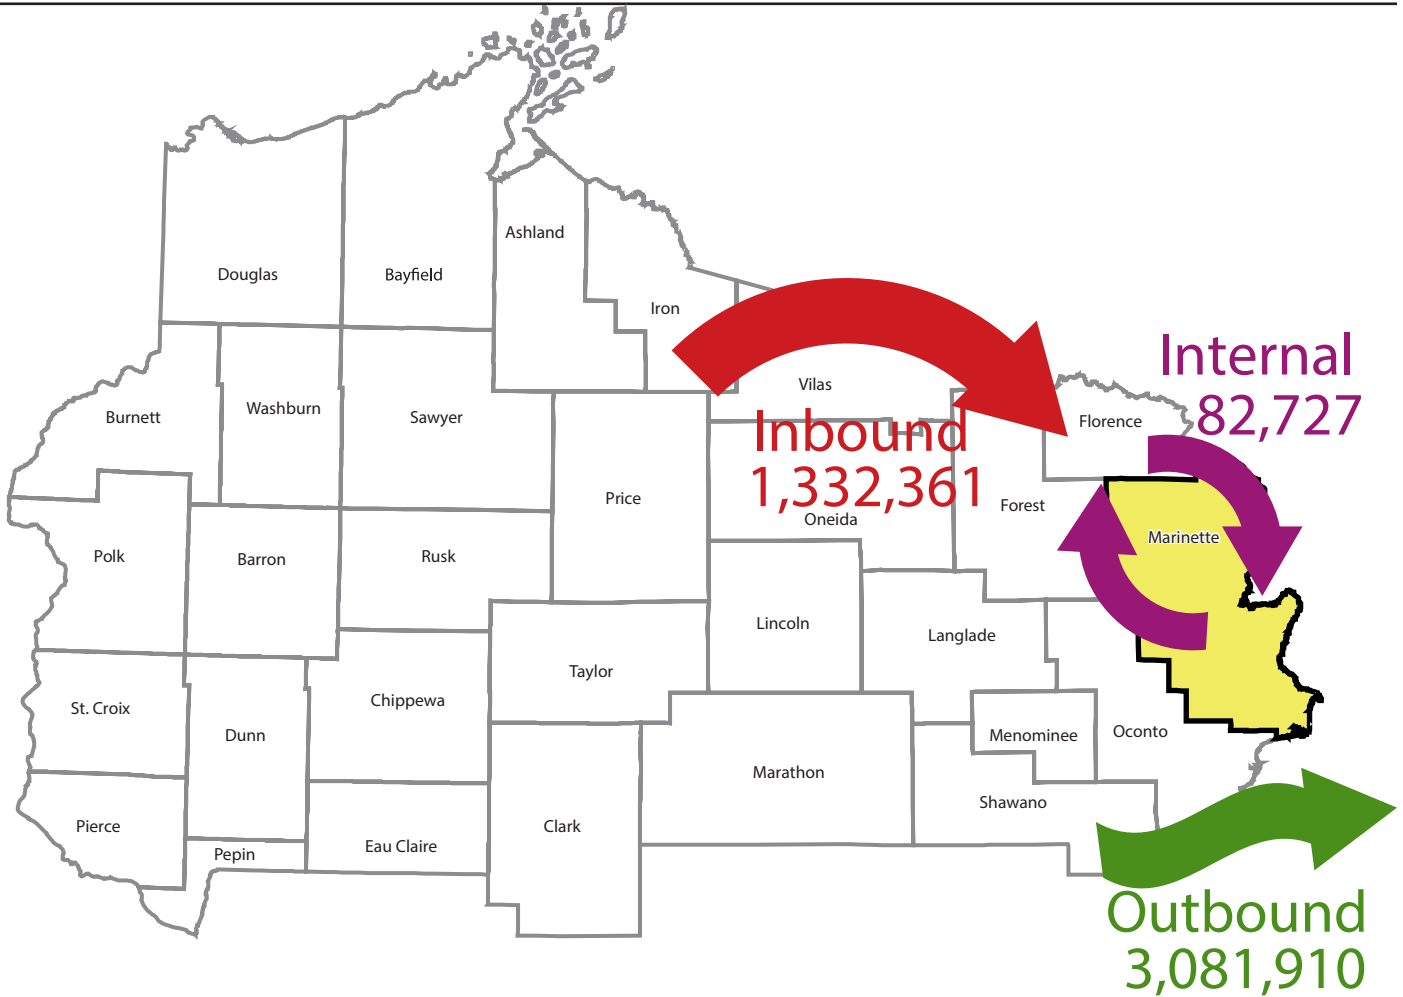 Ashland
Douglas
Bayfield
Iron
Internal
82,727
Vilas
Burnett
Washburn
Sawyer
Florence
Inbound
1,332,361
Price
Oneida
Forest
Marinette
Polk
Barron
Rusk
Lincoln
Langlade
Taylor
St. Croix
Chippewa
Dunn
Menominee
Oconto
Marathon
Shawano
Pierce
Clark
Eau Claire
Pepin
Outbound
3,081,910